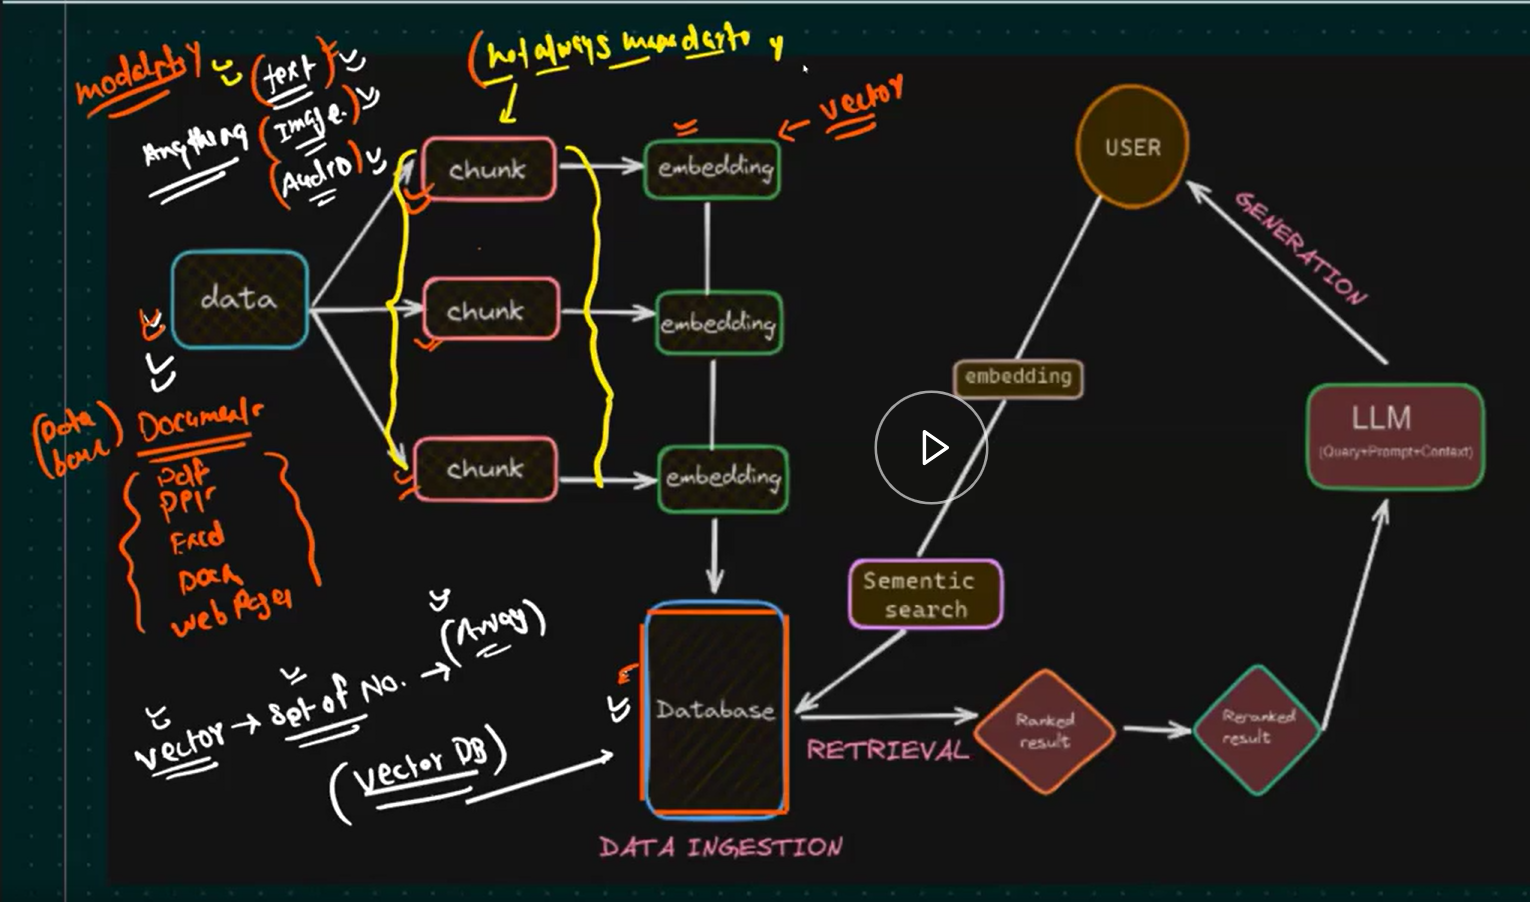 modality
(text)
(Image.)
(Audio)
Anything
(not always mandatory
vector
chunk
embedding
data
chunk
embedding
chunk
embedding
(Data
base)
Documents
Pdf
PPT
Excel
Docx
Web Pages
vector → Set of No. → (Array)
(Vector DB)
Database
DATA INGESTION
USER
embedding
Sementic
search
RETRIEVAL
Ranked
result
Reranked
result
LLM
(Query+Prompt+Context)
GENERATION